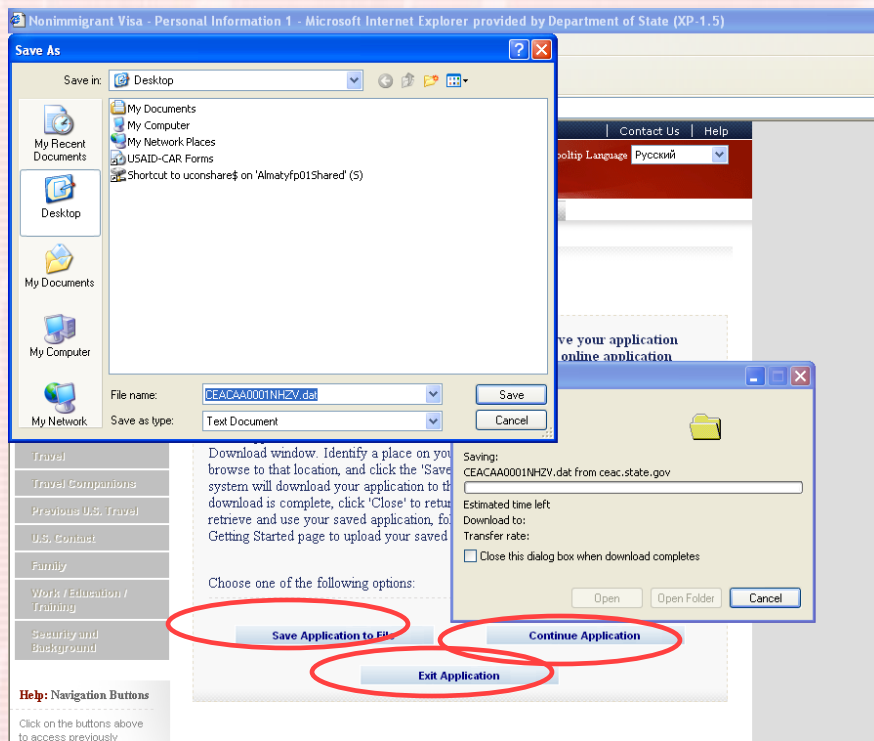 Nonimmigrant Visa - Personal Information 1 - Microsoft Internet Explorer provided by Department of State (XP-1.5)
Save As
Save in:
Desktop
My Recent
Documents
Desktop
My Documents
My Computer
My Network
My Documents
My Computer
My Network Places
USAID-CAR Forms
Shortcut to uconshare$ on 'Almatyfp01Shared' (S)
File name:
CEACAA0001NHZV.dat
Save
Save as type:
Text Document
Cancel
Contact Us | Help
ooltip Language Русский
ve your application
online application
Saving:
CEACAA0001NHZV.dat from ceac.state.gov
Estimated time left
Download to:
Transfer rate:
Close this dialog box when download completes
Open
Open Folder
Cancel
Travel
Travel Companions
Previous U.S. Travel
U.S. Contact
Family
Work / Education /
Training
Security and
Background
Download window. Identify a place on you
browse to that location, and click the 'Save
system will download your application to th
download is complete, click 'Close' to retur
retrieve and use your saved application, fol
Getting Started page to upload your saved
Choose one of the following options:
Save Application to File
Continue Application
Exit Application
Help: Navigation Buttons
Click on the buttons above
to access previously